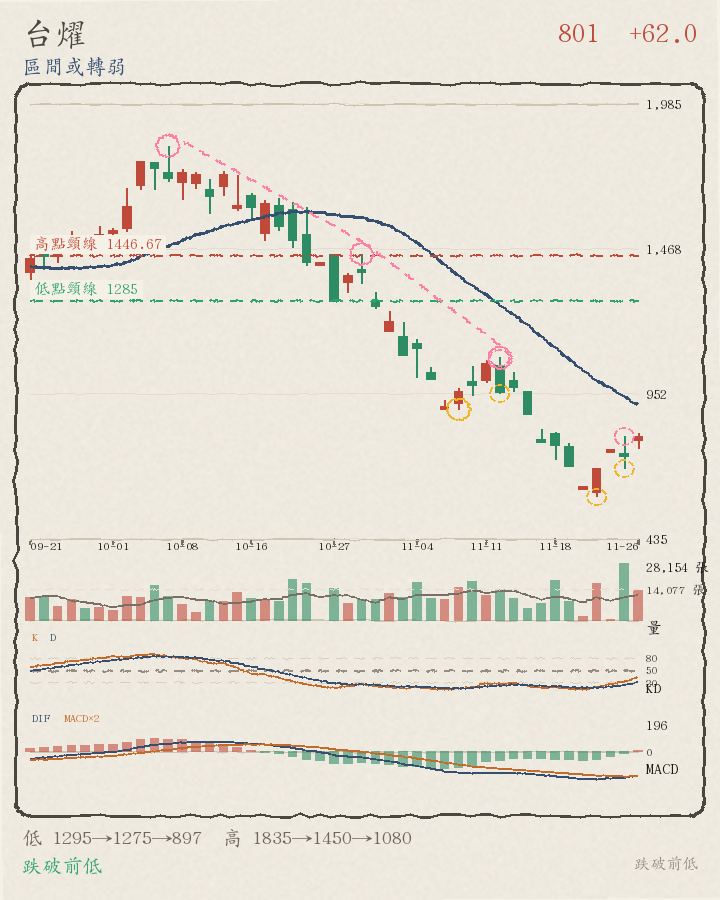 台燿
801 +62.0
區間或轉弱
1,985
高點頸線 1446.67
1,468
低點頸線 1285
952
435
09-21 10-01 10-08 10-16 10-27 11-04 11-11 11-18 11-26
28,154 張
14,077 張
量
K D
80
50
20
KD
DIF MACD×2
196
0
MACD
低 1295→1275→897 高 1835→1450→1080
跌破前低
跌破前低